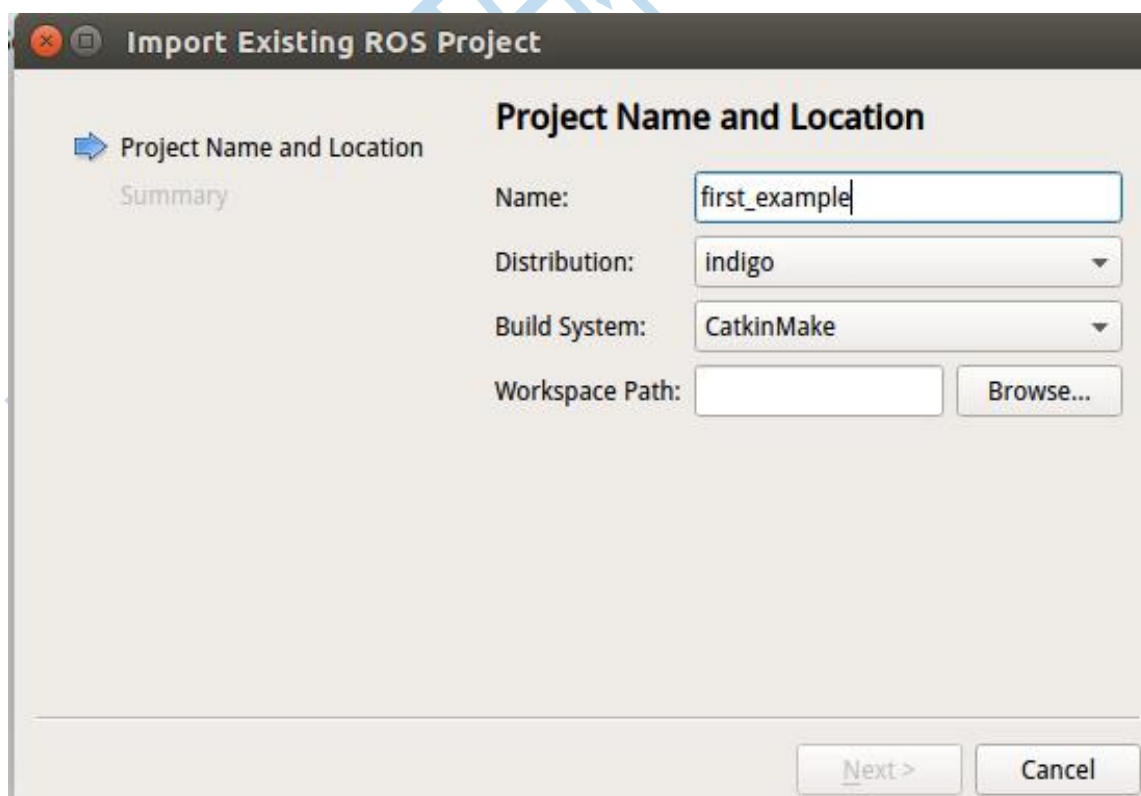 Import Existing ROS Project
Project Name and Location
Summary
Project Name and Location
Name: first_example
Distribution: indigo
Build System: CatkinMake
Workspace Path: Browse...
Next > Cancel